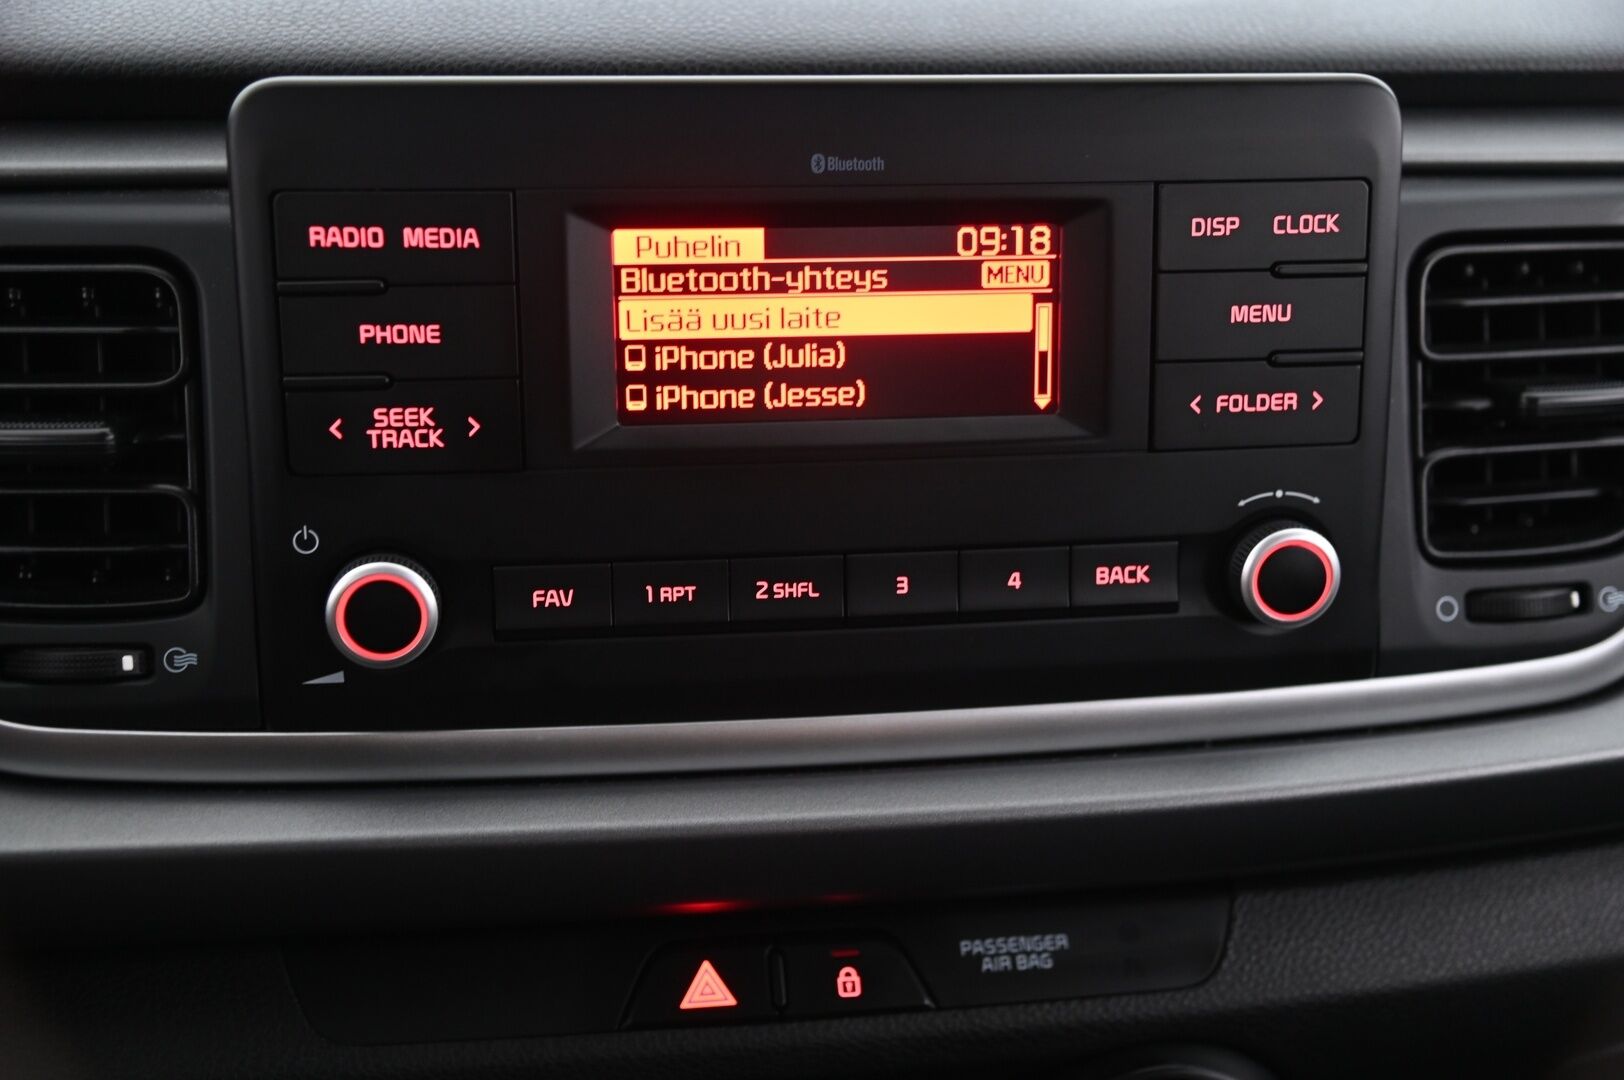 Bluetooth
RADIO MEDIA
PHONE
< SEEK TRACK >
Puhelin 09:18
Bluetooth-yhteys MENU
Lisää uusi laite
iPhone (Julia)
iPhone (Jesse)
DISP CLOCK
MENU
< FOLDER >
FAV 1 RPT 2 SHFL 3 4 BACK
PASSENGER
AIR BAG